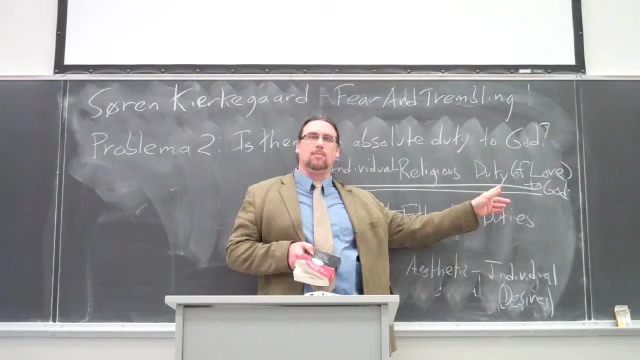 Søren Kierkegaard Fear And Trembling
Problema 2: Is there absolute duty to God?
Individual-Religious Duty (of Love)
to God
Duties
Aesthetic - Individual
(Desires)